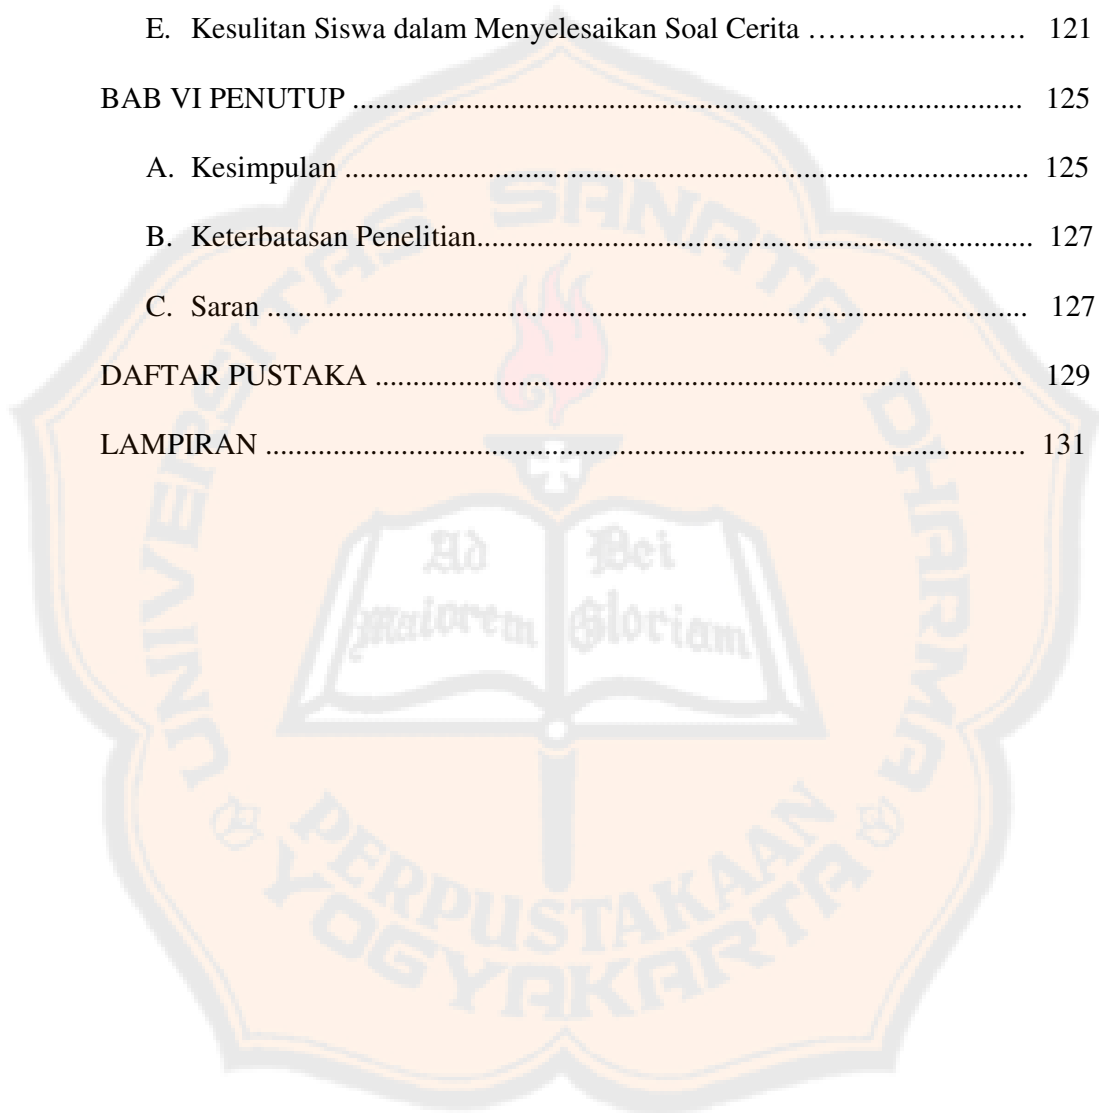 E. Kesulitan Siswa dalam Menyelesaikan Soal Cerita …………………. 121
BAB VI PENUTUP ........................................................................... 125
A. Kesimpulan ............................................................................ 125
B. Keterbatasan Penelitian.............................................................. 127
C. Saran ..................................................................................... 127
DAFTAR PUSTAKA ........................................................................ 129
LAMPIRAN ..................................................................................... 131
UNIVERSITAS SANATA DHARMA
Ad Dei
maiorem Gloriam
PERPUSTAKAAN
YOGYAKARTA